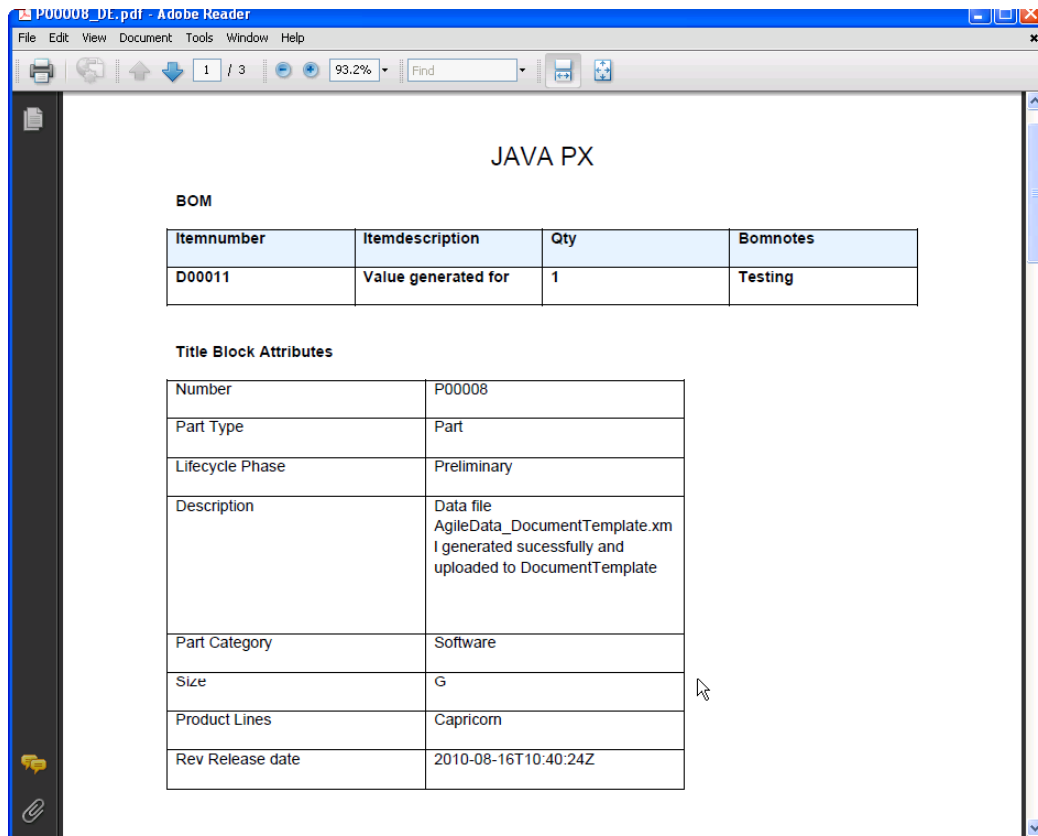 P00008_DE.pdf - Adobe Reader
File Edit View Document Tools Window Help
1 / 3 93.2% Find
JAVA PX
BOM
Itemnumber Itemdescription Qty Bomnotes
D00011 Value generated for 1 Testing
Title Block Attributes
Number P00008
Part Type Part
Lifecycle Phase Preliminary
Description Data file
AgileData_DocumentTemplate.xm
l generated sucessfully and
uploaded to DocumentTemplate
Part Category Software
Size G
Product Lines Capricorn
Rev Release date 2010-08-16T10:40:24Z